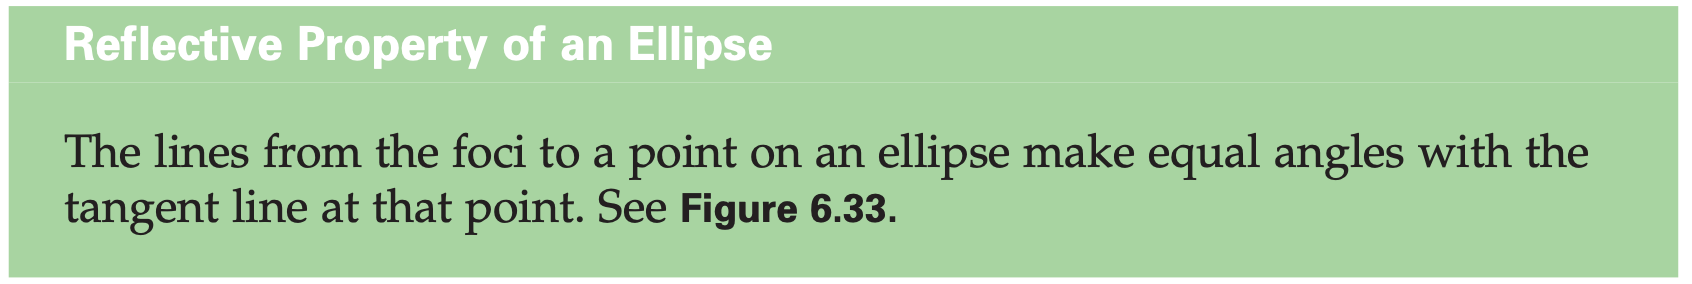 Reflective Property of an Ellipse
The lines from the foci to a point on an ellipse make equal angles with the
tangent line at that point. See Figure 6.33.